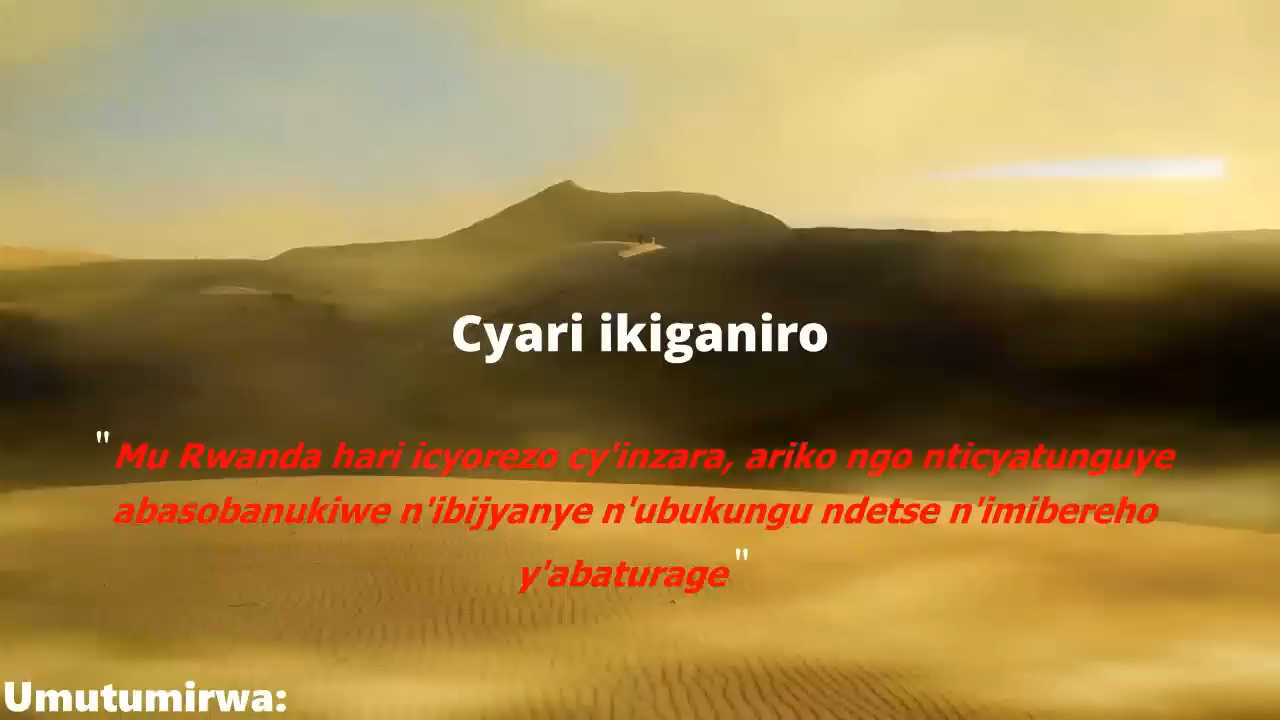 Cyari ikiganiro
"Mu Rwanda hari icyorezo cy'inzara, ariko ngo nticyatunguye
abasobanukiwe n'ibijyanye n'ubukungu ndetse n'imibereho
y'abaturage"
Umutumirwa: